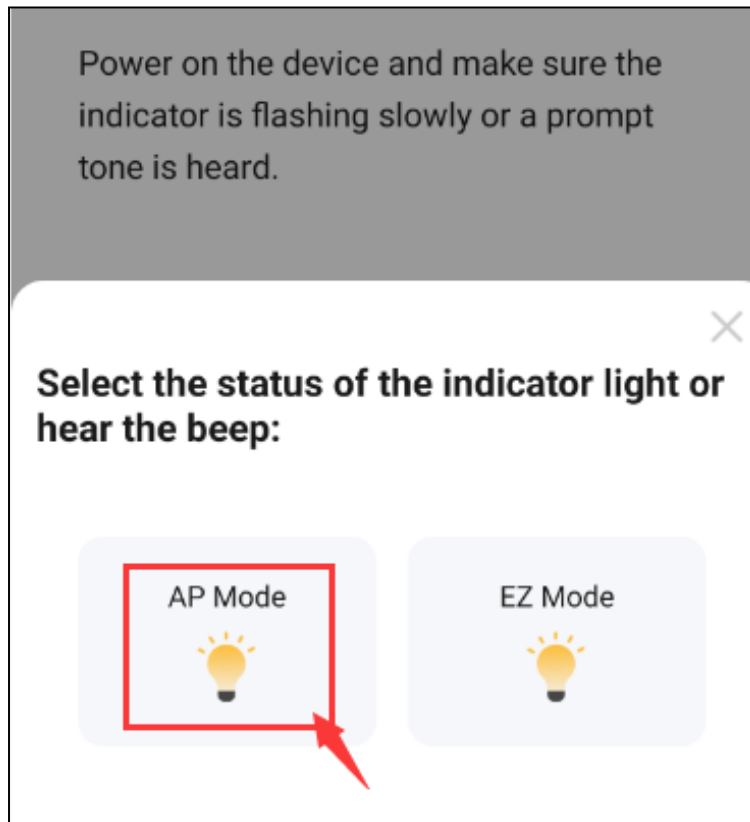 Power on the device and make sure the
indicator is flashing slowly or a prompt
tone is heard.
Select the status of the indicator light or
hear the beep:
AP Mode
EZ Mode